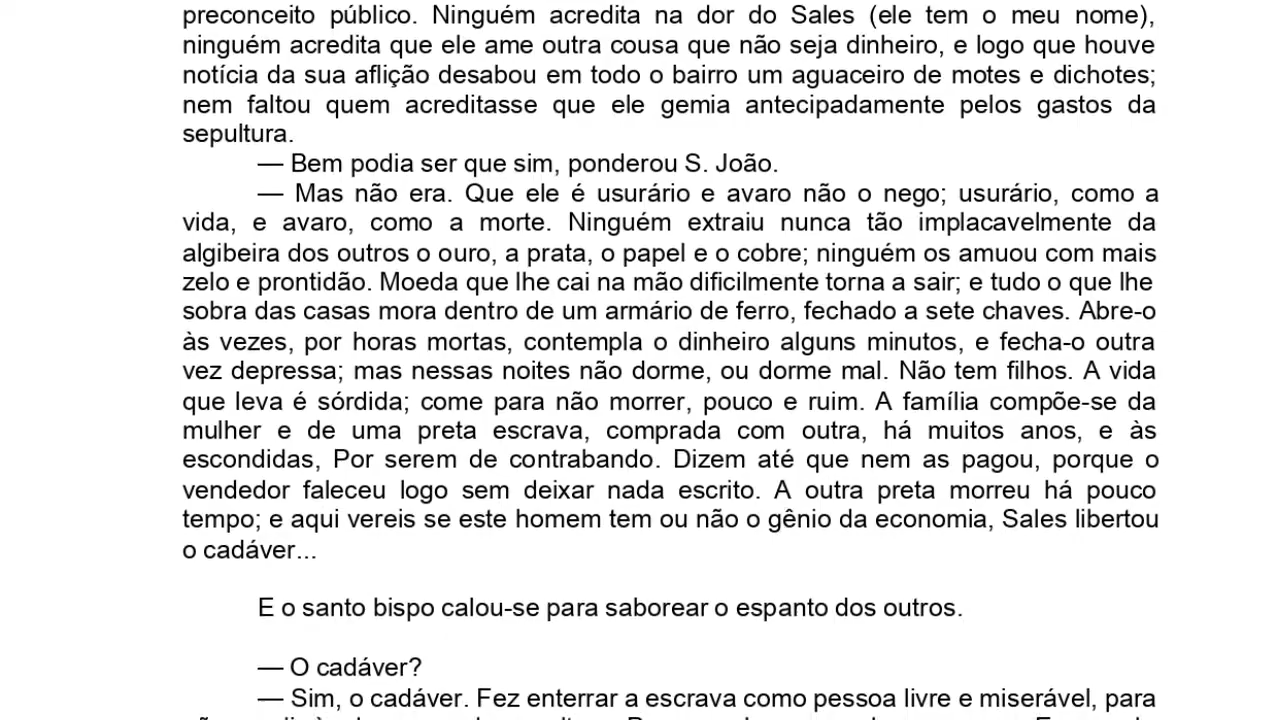 preconceito público. Ninguém acredita na dor do Sales (ele tem o meu nome),
ninguém acredita que ele ame outra cousa que não seja dinheiro, e logo que houve
notícia da sua aflição desabou em todo o bairro um aguaceiro de motes e dichotes;
nem faltou quem acreditasse que ele gemia antecipadamente pelos gastos da
sepultura.
— Bem podia ser que sim, ponderou S. João.
— Mas não era. Que ele é usurário e avaro não o nego; usurário, como a
vida, e avaro, como a morte. Ninguém extraiu nunca tão implacavelmente da
algibeira dos outros o ouro, a prata, o papel e o cobre; ninguém os amuou com mais
zelo e prontidão. Moeda que lhe cai na mão dificilmente torna a sair; e tudo o que lhe
sobra das casas mora dentro de um armário de ferro, fechado a sete chaves. Abre-o
às vezes, por horas mortas, contempla o dinheiro alguns minutos, e fecha-o outra
vez depressa; mas nessas noites não dorme, ou dorme mal. Não tem filhos. A vida
que leva é sórdida; come para não morrer, pouco e ruim. A família compõe-se da
mulher e de uma preta escrava, comprada com outra, há muitos anos, e às
escondidas, Por serem de contrabando. Dizem até que nem as pagou, porque o
vendedor faleceu logo sem deixar nada escrito. A outra preta morreu há pouco
tempo; e aqui vereis se este homem tem ou não o gênio da economia, Sales libertou
o cadáver...
E o santo bispo calou-se para saborear o espanto dos outros.
— O cadáver?
— Sim, o cadáver. Fez enterrar a escrava como pessoa livre e miserável, para